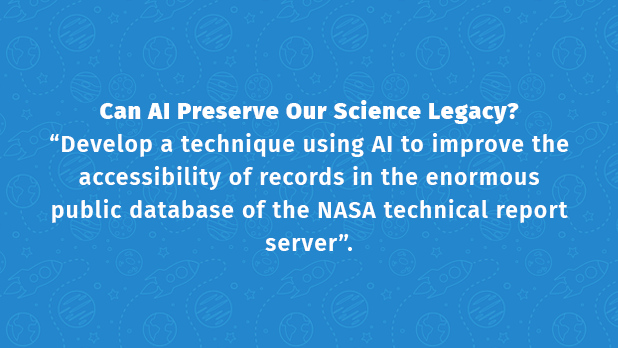 Can AI Preserve Our Science Legacy?
“Develop a technique using AI to improve the
accessibility of records in the enormous
public database of the NASA technical report
server”.